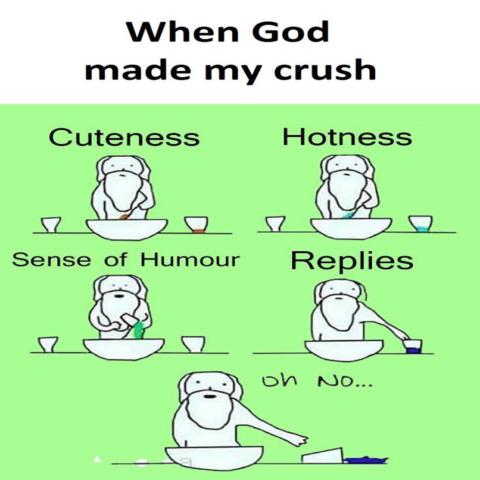 When God
made my crush
Cuteness
Hotness
Sense of Humour
Replies
Oh No...